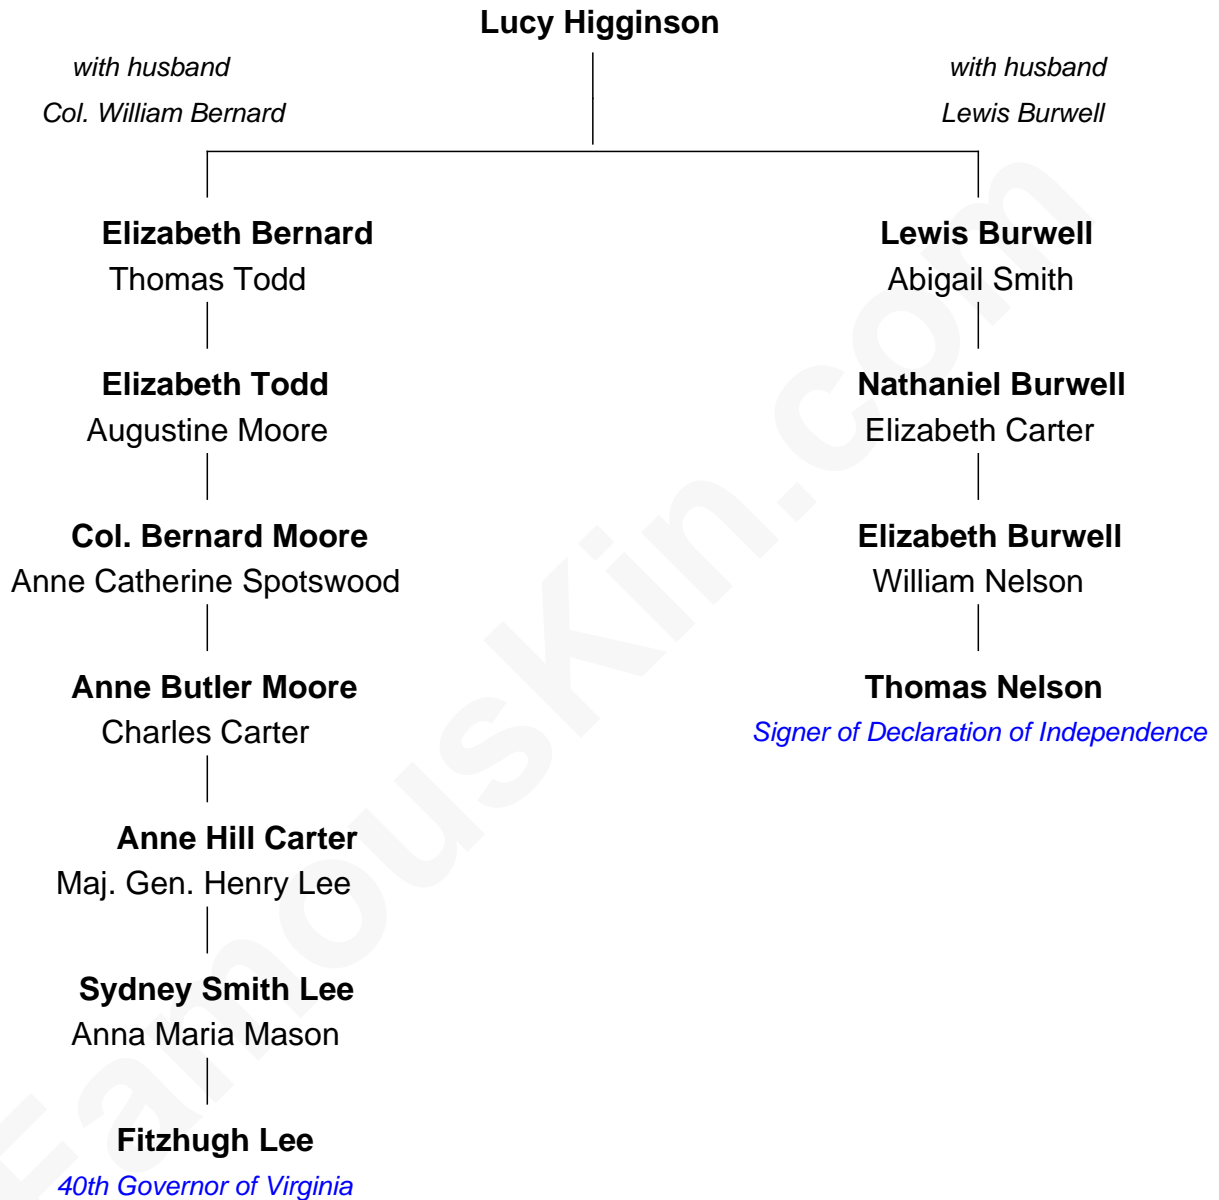 Lucy Higginson
with husband
Col. William Bernard
with husband
Lewis Burwell
Elizabeth Bernard
Thomas Todd
Elizabeth Todd
Augustine Moore
Col. Bernard Moore
Anne Catherine Spotswood
Anne Butler Moore
Charles Carter
Anne Hill Carter
Maj. Gen. Henry Lee
Sydney Smith Lee
Anna Maria Mason
Fitzhugh Lee
40th Governor of Virginia
Lewis Burwell
Abigail Smith
Nathaniel Burwell
Elizabeth Carter
Elizabeth Burwell
William Nelson
Thomas Nelson
Signer of Declaration of Independence
FamousKin.com